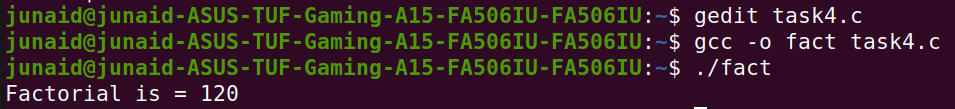 junaid@junaid-ASUS-TUF-Gaming-A15-FA506IU-FA506IU:~$ gedit task4.c
junaid@junaid-ASUS-TUF-Gaming-A15-FA506IU-FA506IU:~$ gcc -o fact task4.c
junaid@junaid-ASUS-TUF-Gaming-A15-FA506IU-FA506IU:~$ ./fact
Factorial is = 120